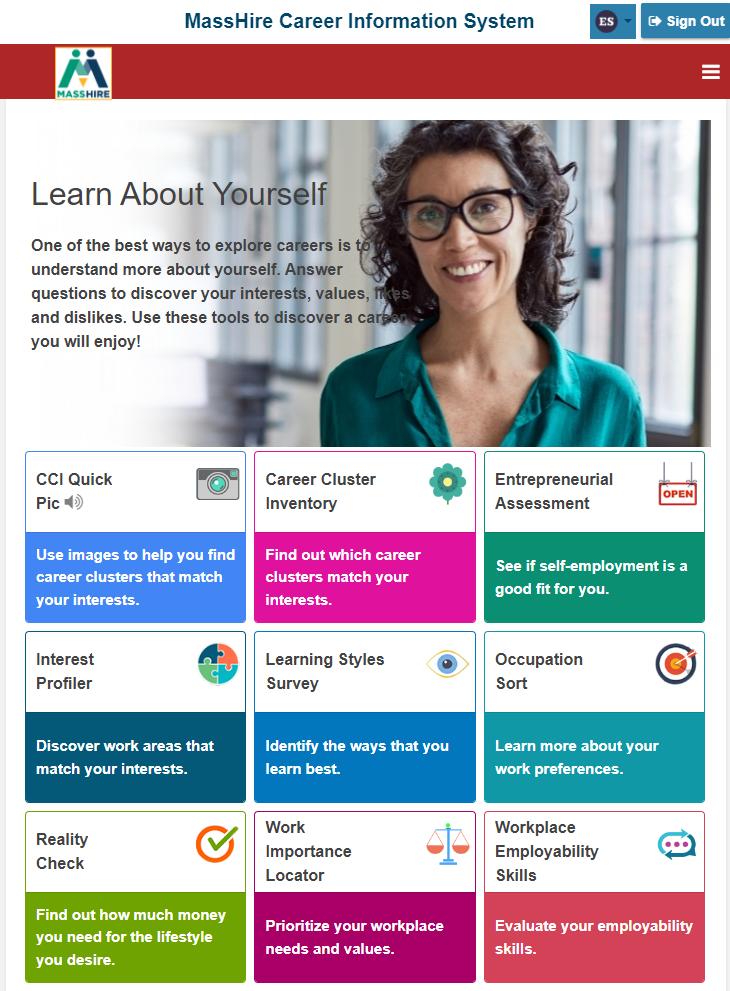 MassHire Career Information System
ES
Sign Out
MASSHIRE
Learn About Yourself
One of the best ways to explore careers is to
understand more about yourself. Answer
questions to discover your interests, values, likes
and dislikes. Use these tools to discover a career
you will enjoy!
CCI Quick
Pic
Use images to help you find
career clusters that match
your interests.
Career Cluster
Inventory
Find out which career
clusters match your
interests.
Entrepreneurial
Assessment
OPEN
See if self-employment is a
good fit for you.
Interest
Profiler
Discover work areas that
match your interests.
Learning Styles
Survey
Identify the ways that you
learn best.
Occupation
Sort
Learn more about your
work preferences.
Reality
Check
Find out how much money
you need for the lifestyle
you desire.
Work
Importance
Locator
Prioritize your workplace
needs and values.
Workplace
Employability
Skills
Evaluate your employability
skills.